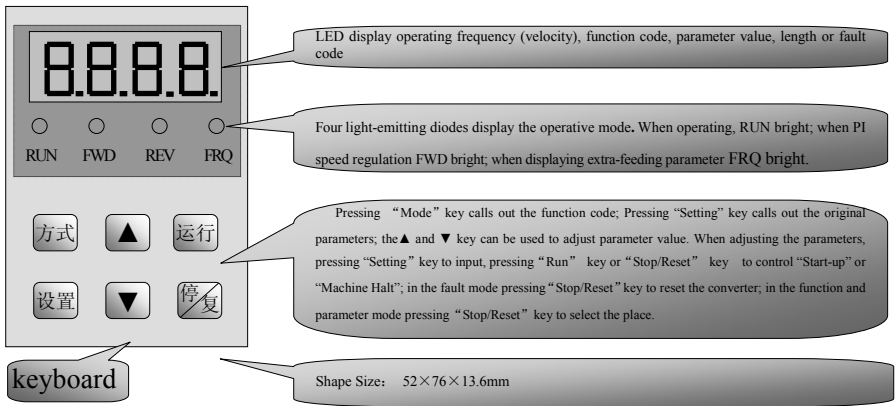 8.8.8.8.
RUN FWD REV FRQ
方式 ▲ 运行
设置 ▼ 停/复
keyboard
LED display operating frequency (velocity), function code, parameter value, length or fault
code
Four light-emitting diodes display the operative mode. When operating, RUN bright; when PI
speed regulation FWD bright; when displaying extra-feeding parameter FRQ bright.
Pressing “Mode” key calls out the function code; Pressing “Setting” key calls out the original
parameters; the▲ and ▼ key can be used to adjust parameter value. When adjusting the parameters,
pressing “Setting” key to input, pressing “Run” key or “Stop/Reset” key to control “Start-up” or
“Machine Halt”; in the fault mode pressing “Stop/Reset” key to reset the converter; in the function and
parameter mode pressing “Stop/Reset” key to select the place.
Shape Size: 52×76×13.6mm